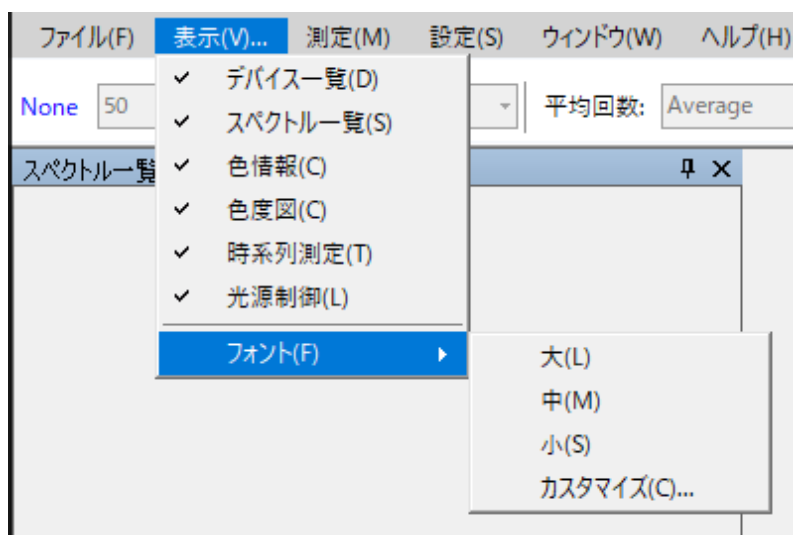 ファイル(F) 表示(V)... 測定(M) 設定(S) ウィンドウ(W) ヘルプ(H)
None 50 平均回数: Average
スペクトル一覧
デバイス一覧(D)
スペクトル一覧(S)
色情報(C)
色度図(C)
時系列測定(T)
光源制御(L)
フォント(F)
大(L)
中(M)
小(S)
カスタマイズ(C)...